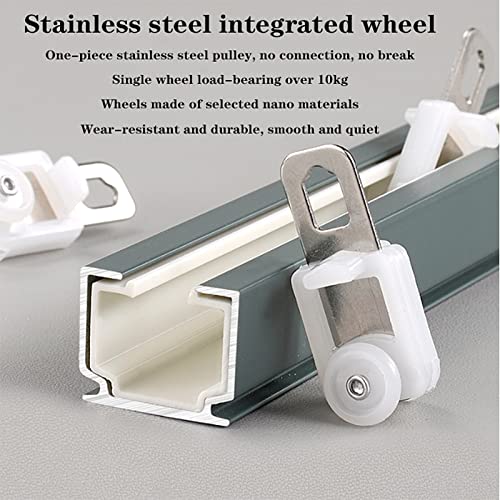 Stainless steel integrated wheel
One-piece stainless steel pulley, no connection, no break
Single wheel load-bearing over 10kg
Wheels made of selected nano materials
Wear-resistant and durable, smooth and quiet